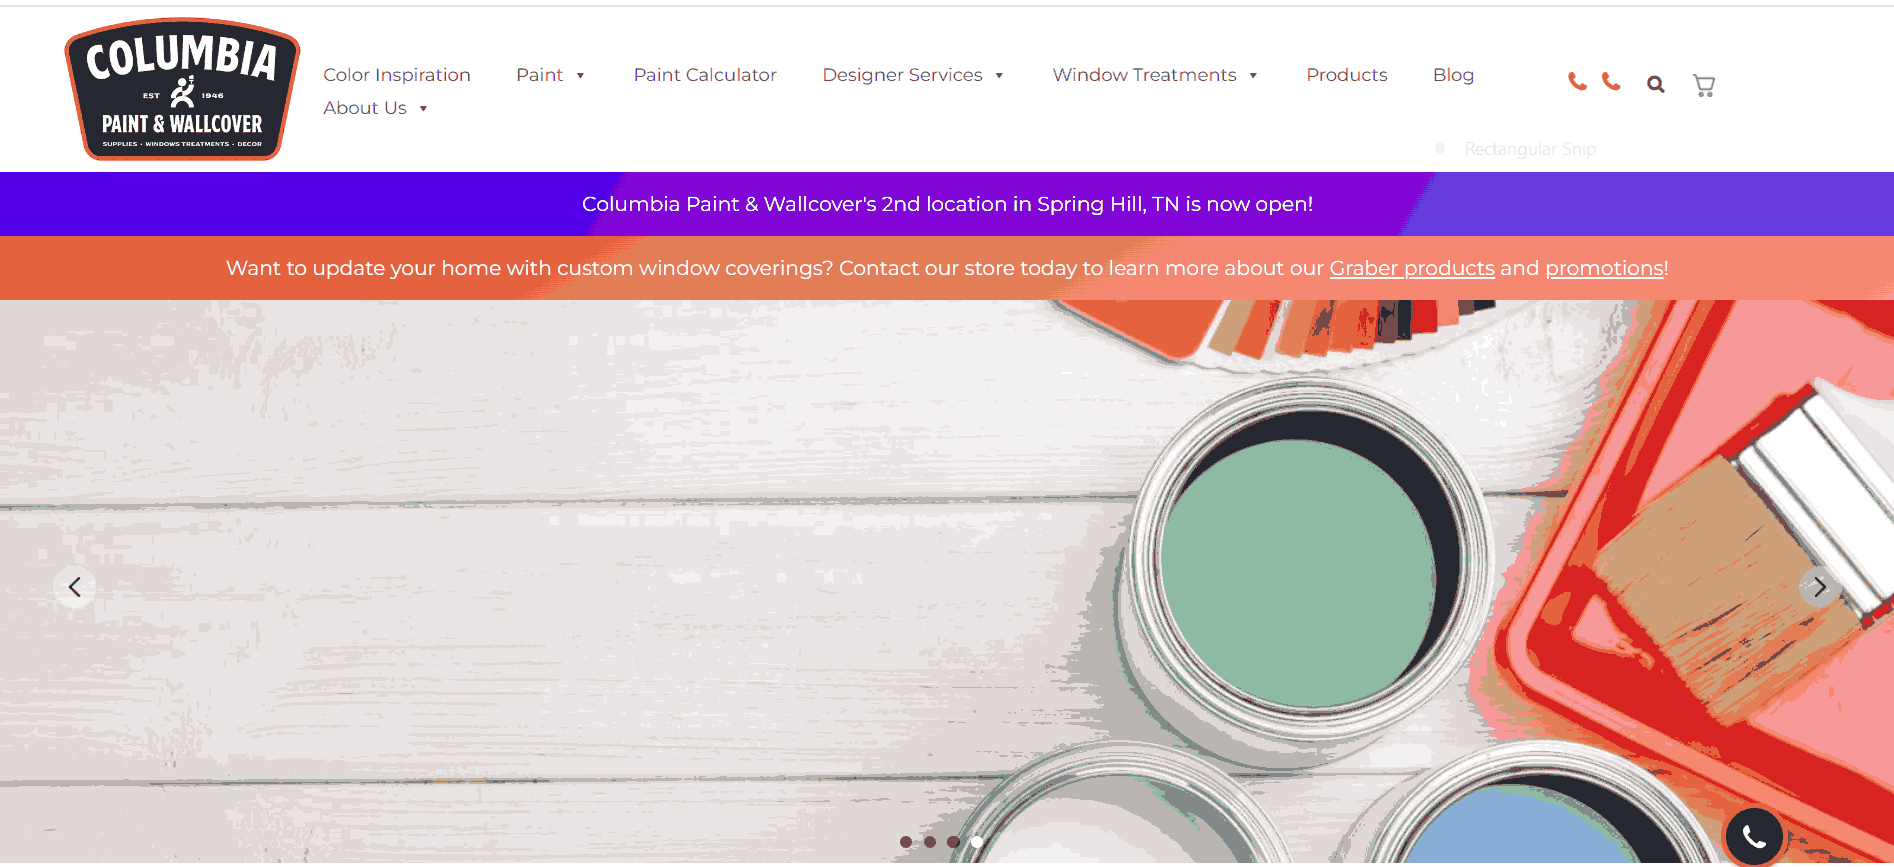 COLUMBIA
EST 1946
PAINT & WALLCOVER
SUPPLIES • WINDOWS TREATMENTS • DECOR
Color Inspiration Paint Paint Calculator Designer Services Window Treatments Products Blog
About Us
Rectangular Snip
Columbia Paint & Wallcover's 2nd location in Spring Hill, TN is now open!
Want to update your home with custom window coverings? Contact our store today to learn more about our Graber products and promotions!